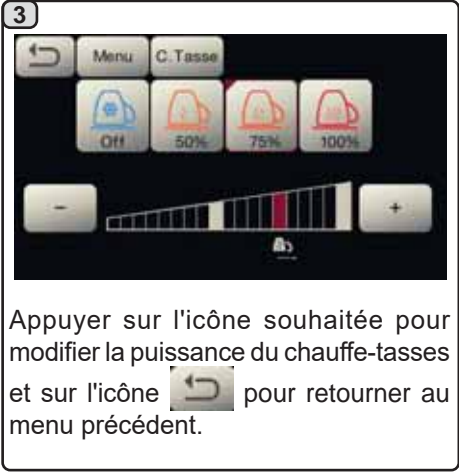 3
Menu C.Tasse
Off 50% 75% 100%
- +
Appuyer sur l'icône souhaitée pour
modifier la puissance du chauffe-tasses
et sur l'icône pour retourner au
menu précédent.